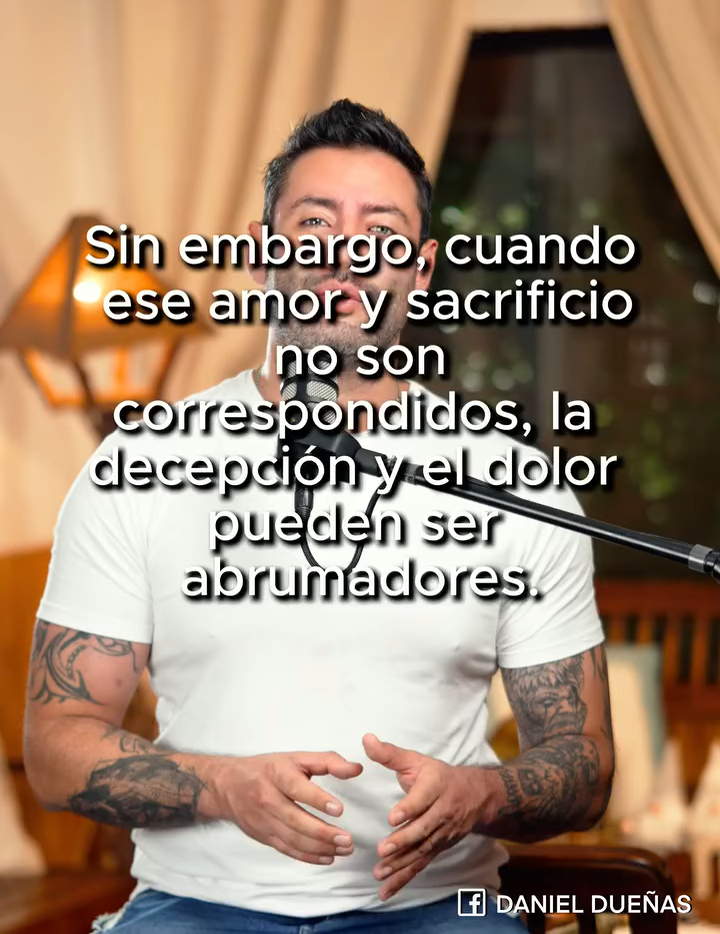 Sin embargo, cuando
ese amor y sacrificio
no son
correspondidos, la
decepción y el dolor
pueden ser
abrumadores.
DANIEL DUEÑAS